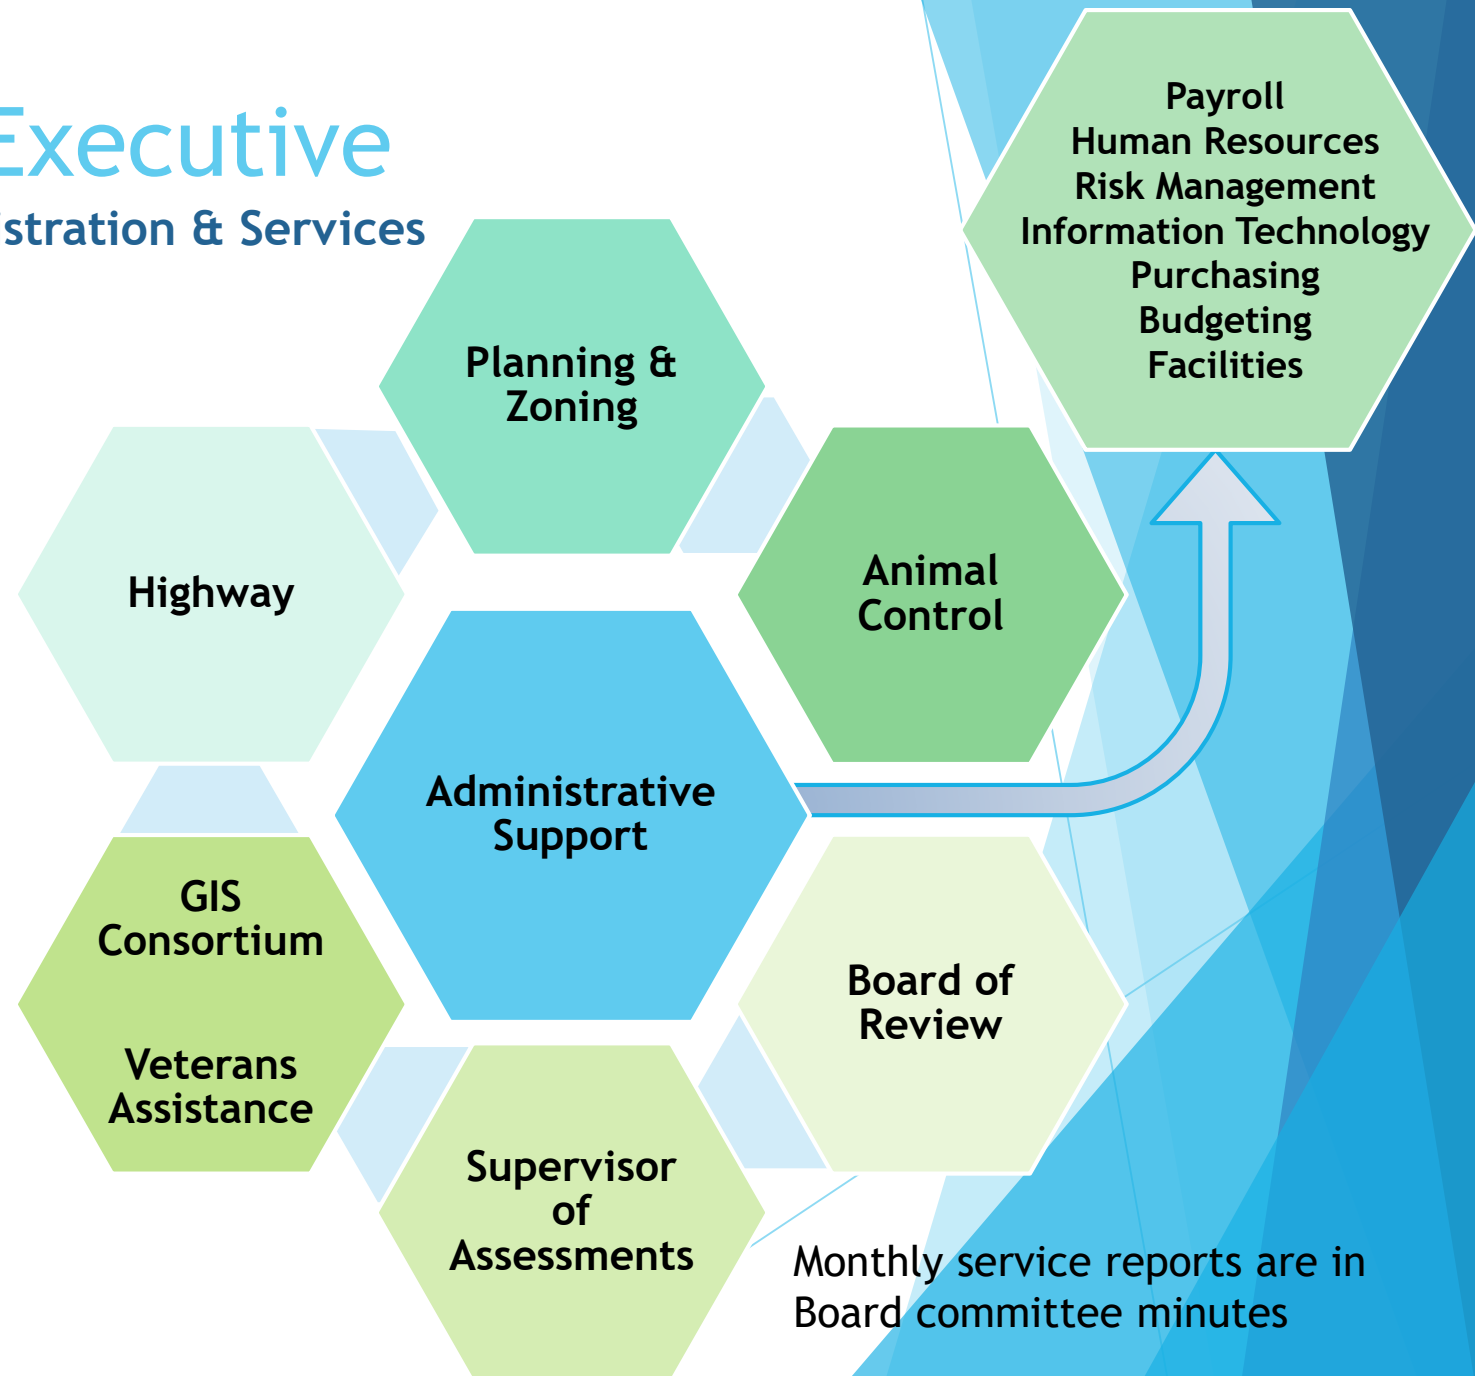 Executive
stration & Services
Payroll
Human Resources
Risk Management
Information Technology
Purchasing
Budgeting
Facilities
Planning &
Zoning
Highway
Animal
Control
Administrative
Support
GIS
Consortium
Veterans
Assistance
Board of
Review
Supervisor
of
Assessments
Monthly service reports are in
Board committee minutes